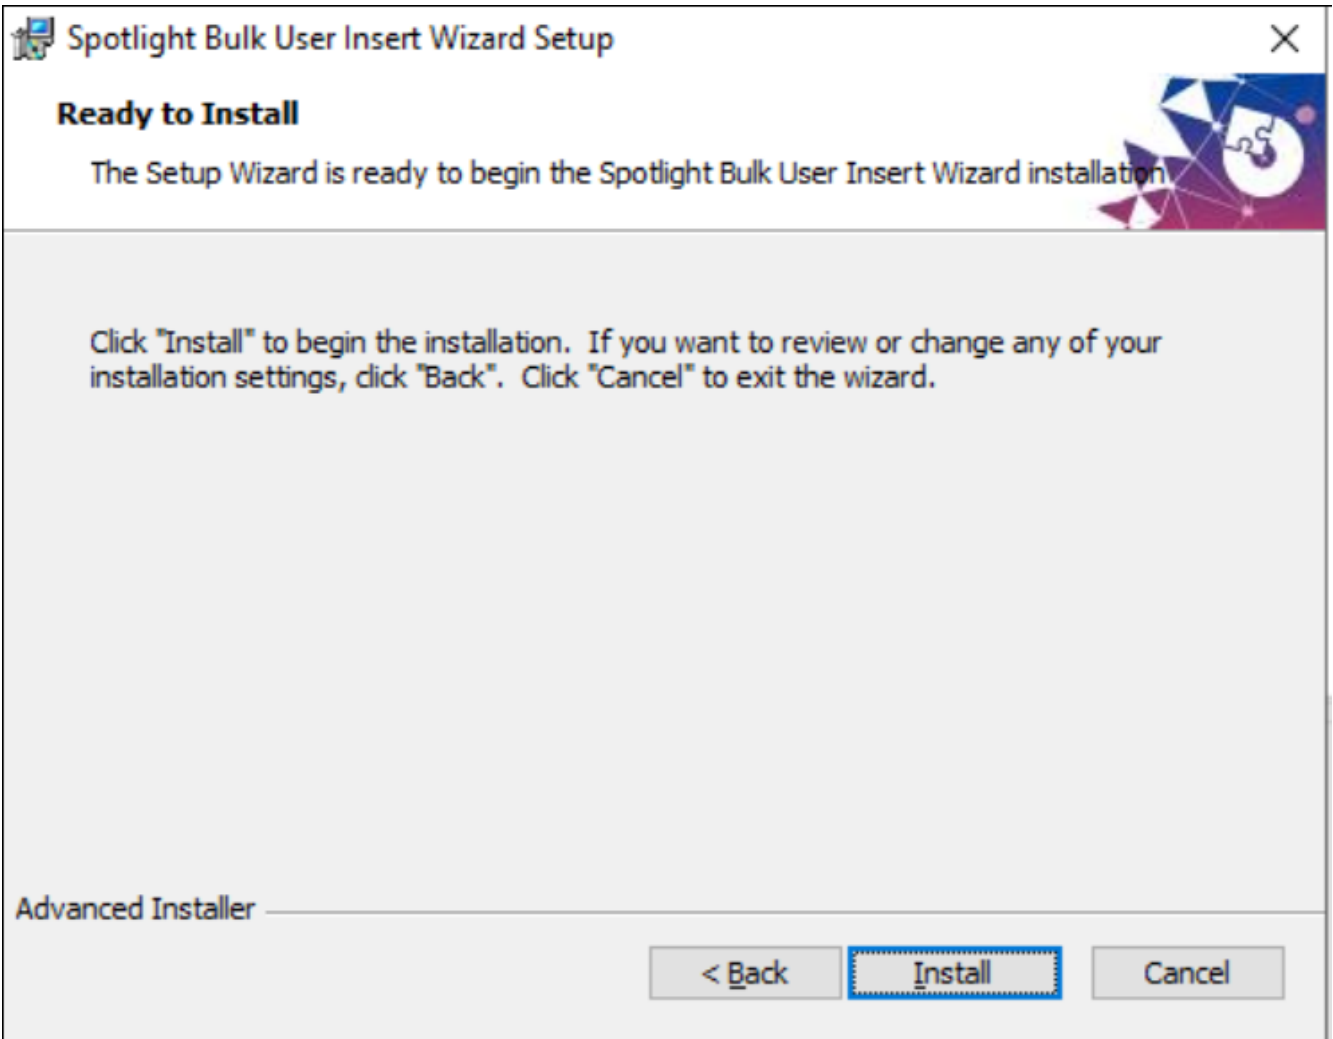 Spotlight Bulk User Insert Wizard Setup
Ready to Install
The Setup Wizard is ready to begin the Spotlight Bulk User Insert Wizard installation
Click "Install" to begin the installation.  If you want to review or change any of your
installation settings, click "Back".  Click "Cancel" to exit the wizard.
Advanced Installer
< Back
Install
Cancel